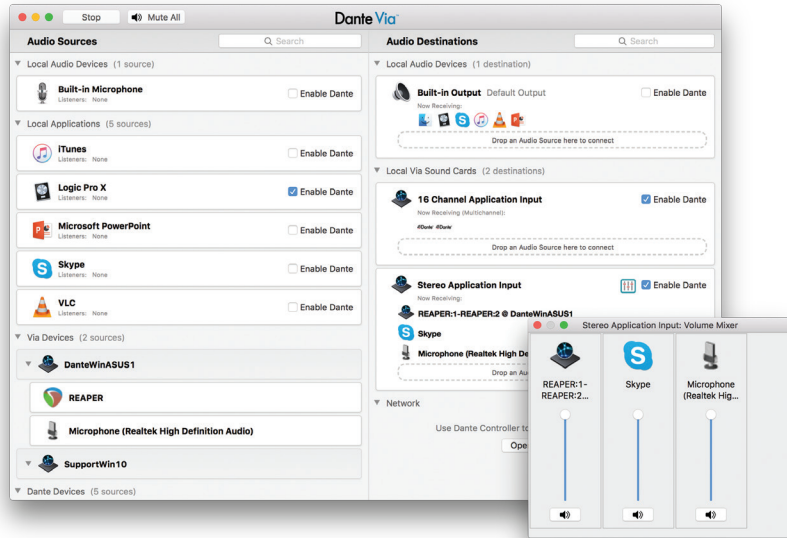 Stop
Mute All
Dante Via™
Audio Sources
Search
Local Audio Devices (1 source)
Built-in Microphone
Listeners: None
Enable Dante
Local Applications (5 sources)
iTunes
Listeners: None
Enable Dante
Logic Pro X
Listeners: None
Enable Dante
Microsoft PowerPoint
Listeners: None
Enable Dante
Skype
Listeners: None
Enable Dante
VLC
Listeners: None
Enable Dante
Via Devices (2 sources)
DanteWinASUS1
REAPER
Microphone (Realtek High Definition Audio)
SupportWin10
Dante Devices (5 sources)
Audio Destinations
Search
Local Audio Devices (1 destination)
Built-in Output Default Output
Enable Dante
Now Receiving:
Drop an Audio Source here to connect
Local Via Sound Cards (2 destinations)
16 Channel Application Input
Enable Dante
Now Receiving (Multichannel):
Dante Dante
Drop an Audio Source here to connect
Stereo Application Input
Enable Dante
Now Receiving:
REAPER:1-REAPER:2 @ DanteWinASUS1
Skype
Microphone (Realtek High De
Drop an Au
Network
Use Dante Controller to
Ope
Stereo Application Input: Volume Mixer
REAPER:1-
REAPER:2...
Skype
Microphone
(Realtek Hig...